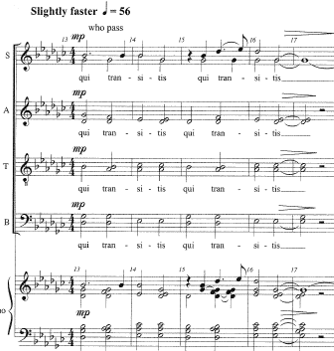 Slightly faster ♩ = 56
who pass
13 14 15 16 17
mp
S
qui tran - si - tis qui tran - si - tis
mp
A
qui tran - si - tis qui tran - si - tis
mp
T
qui tran - si - tis qui tran - si - tis
mp
B
qui tran - si - tis qui tran - si - tis
13 14 15 16 17
mp